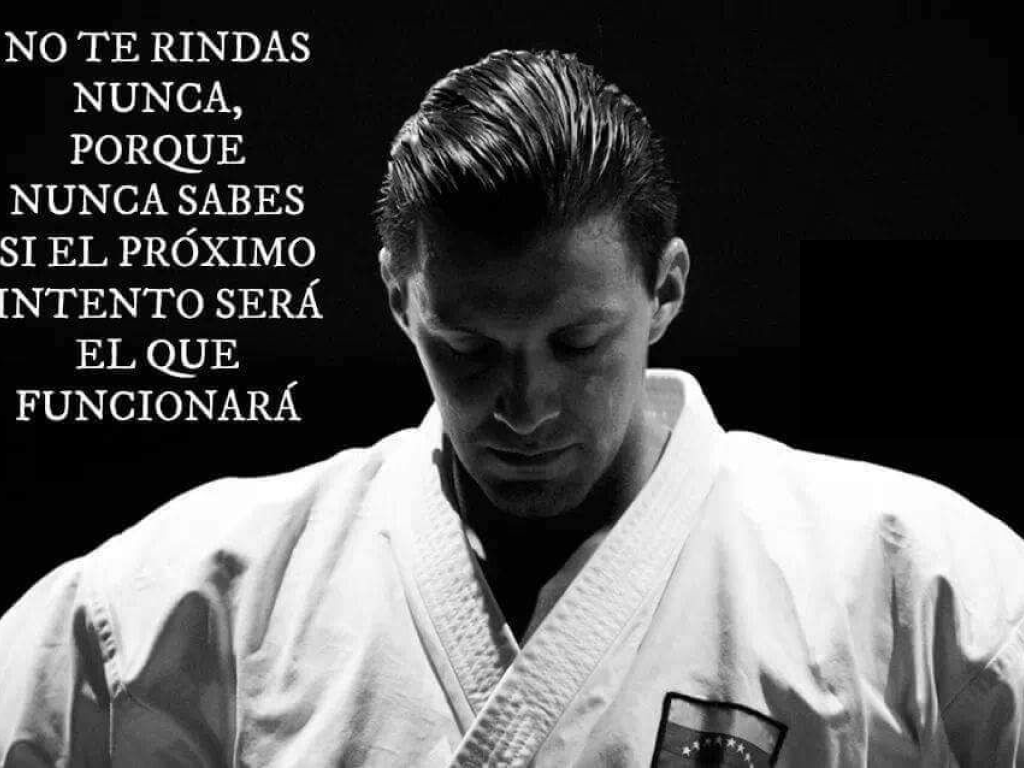 NO TE RINDAS
NUNCA,
PORQUE
NUNCA SABES
SI EL PRÓXIMO
INTENTO SERÁ
EL QUE
FUNCIONARÁ